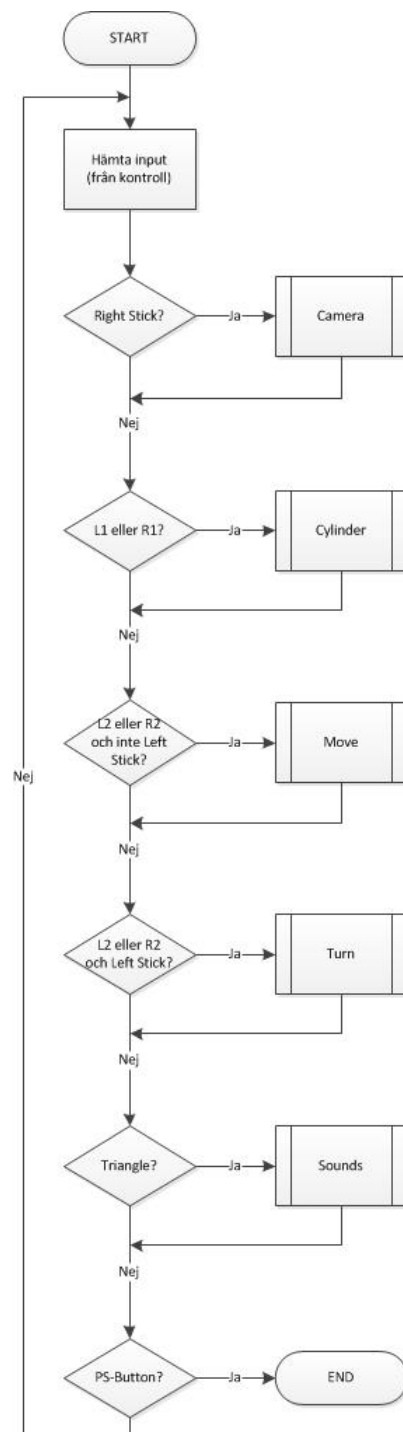 START
Hämta input
(från kontroll)
Right Stick?
Ja
Camera
Nej
L1 eller R1?
Ja
Cylinder
Nej
L2 eller R2
och inte Left
Stick?
Ja
Move
Nej
Nej
L2 eller R2
och Left Stick?
Ja
Turn
Nej
Triangle?
Ja
Sounds
Nej
PS-Button?
Ja
END